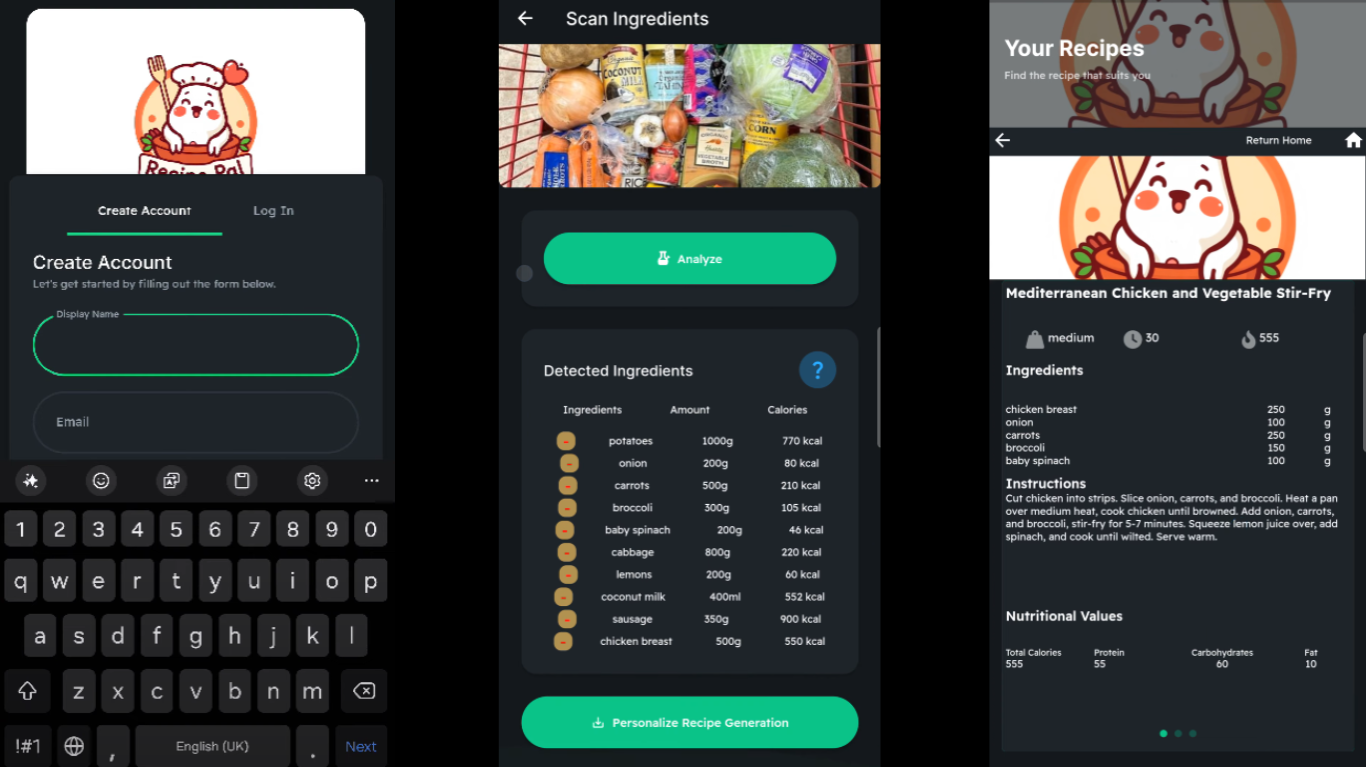 Recipe Pal
Create Account
Log In
Create Account
Let's get started by filling out the form below.
Display Name
Email
1 2 3 4 5 6 7 8 9 0
q w e r t y u i o p
a s d f g h j k l
z x c v b n m
!#1 , English (UK) . Next
Scan Ingredients
COCONUT MILK
CORN
ORGANIC
VEGETABLE BROTH
RICE
Analyze
Detected Ingredients
?
Ingredients Amount Calories
- potatoes 1000g 770 kcal
- onion 200g 80 kcal
- carrots 500g 210 kcal
- broccoli 300g 105 kcal
- baby spinach 200g 46 kcal
- cabbage 800g 220 kcal
- lemons 200g 60 kcal
- coconut milk 400ml 552 kcal
- sausage 350g 900 kcal
- chicken breast 500g 550 kcal
Personalize Recipe Generation
Your Recipes
Find the recipe that suits you
Return Home
Mediterranean Chicken and Vegetable Stir-Fry
medium 30 555
Ingredients
chicken breast 250 g
onion 100 g
carrots 250 g
broccoli 150 g
baby spinach 100 g
Instructions
Cut chicken into strips. Slice onion, carrots, and broccoli. Heat a pan
over medium heat, cook chicken until browned. Add onion, carrots,
and broccoli, stir-fry for 5-7 minutes. Squeeze lemon juice over, add
spinach, and cook until wilted. Serve warm.
Nutritional Values
Total Calories Protein Carbohydrates Fat
555 55 60 10